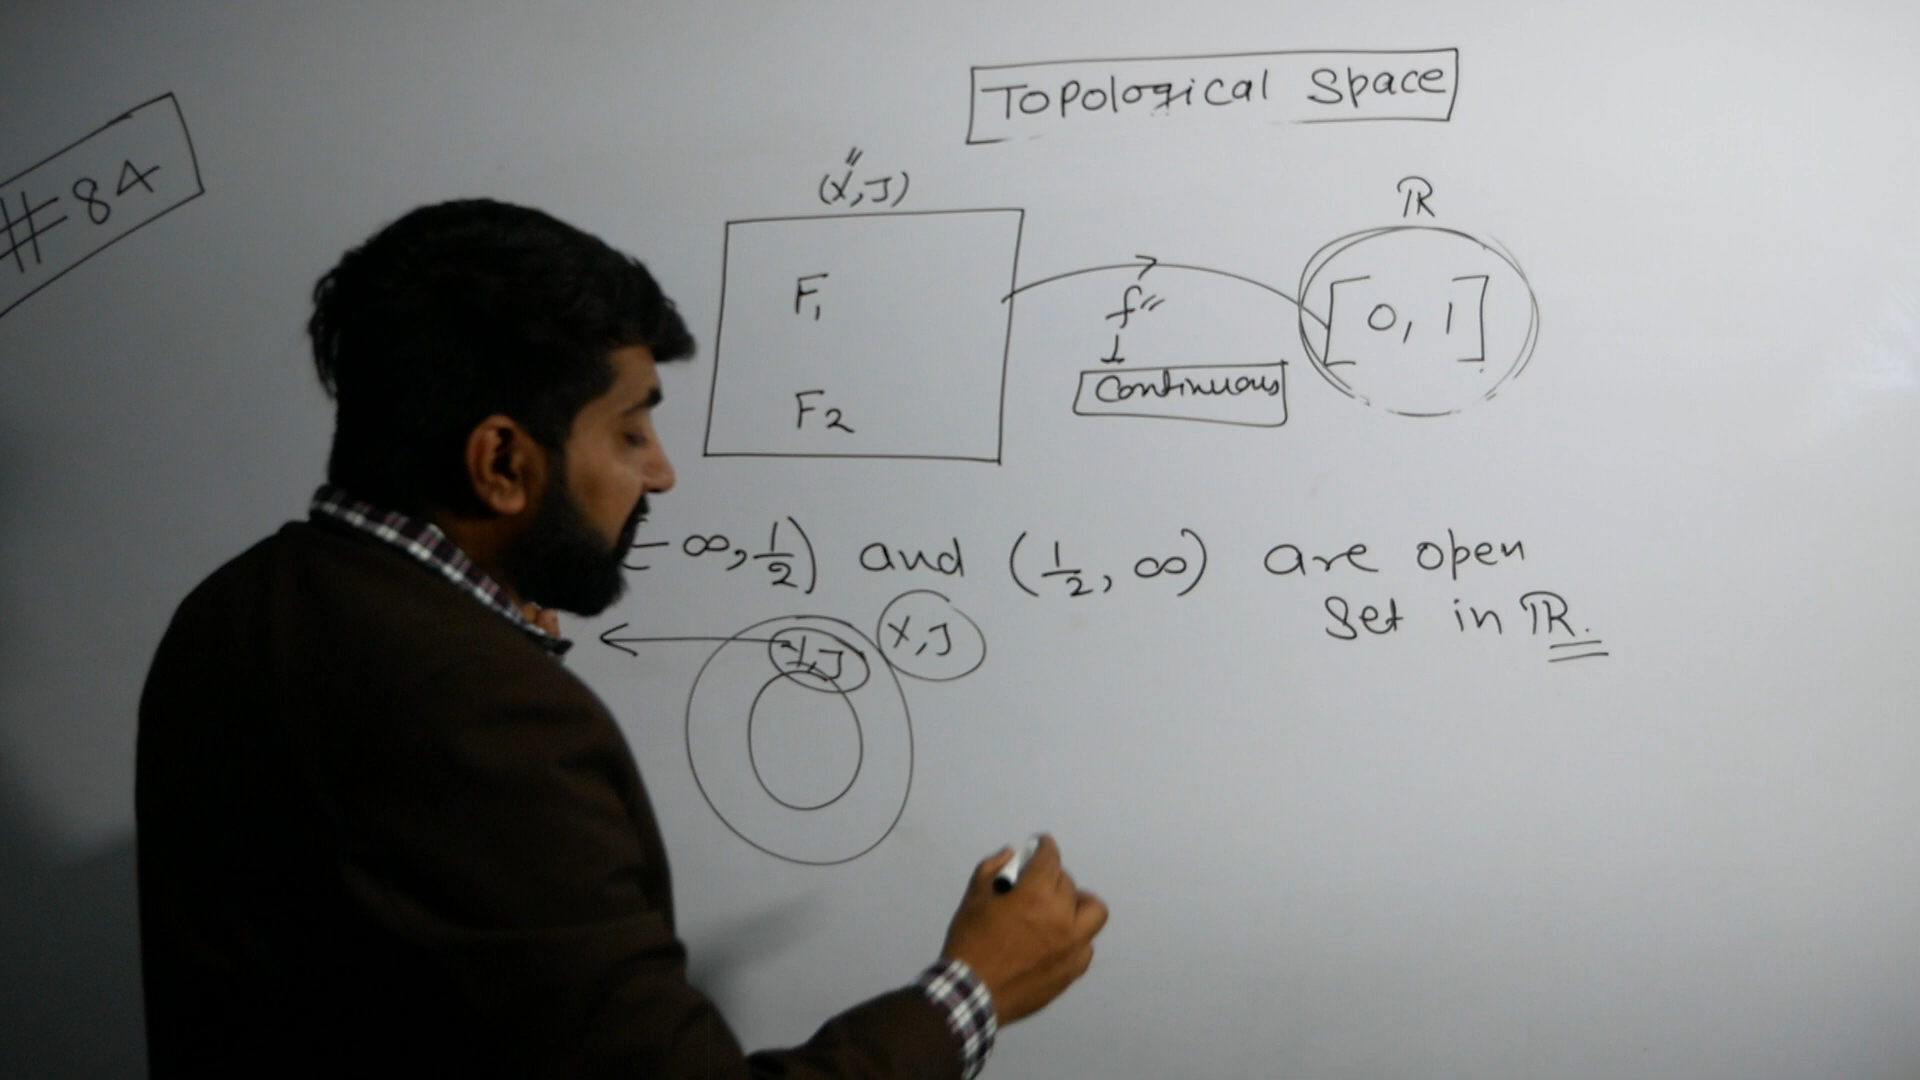 Topological Space
#84
(X,J)
R
F1
f
[0,1]
Continuous
F2
-∞, 1/2) and (1/2, ∞) are open
set in R.
X,J
Y,J